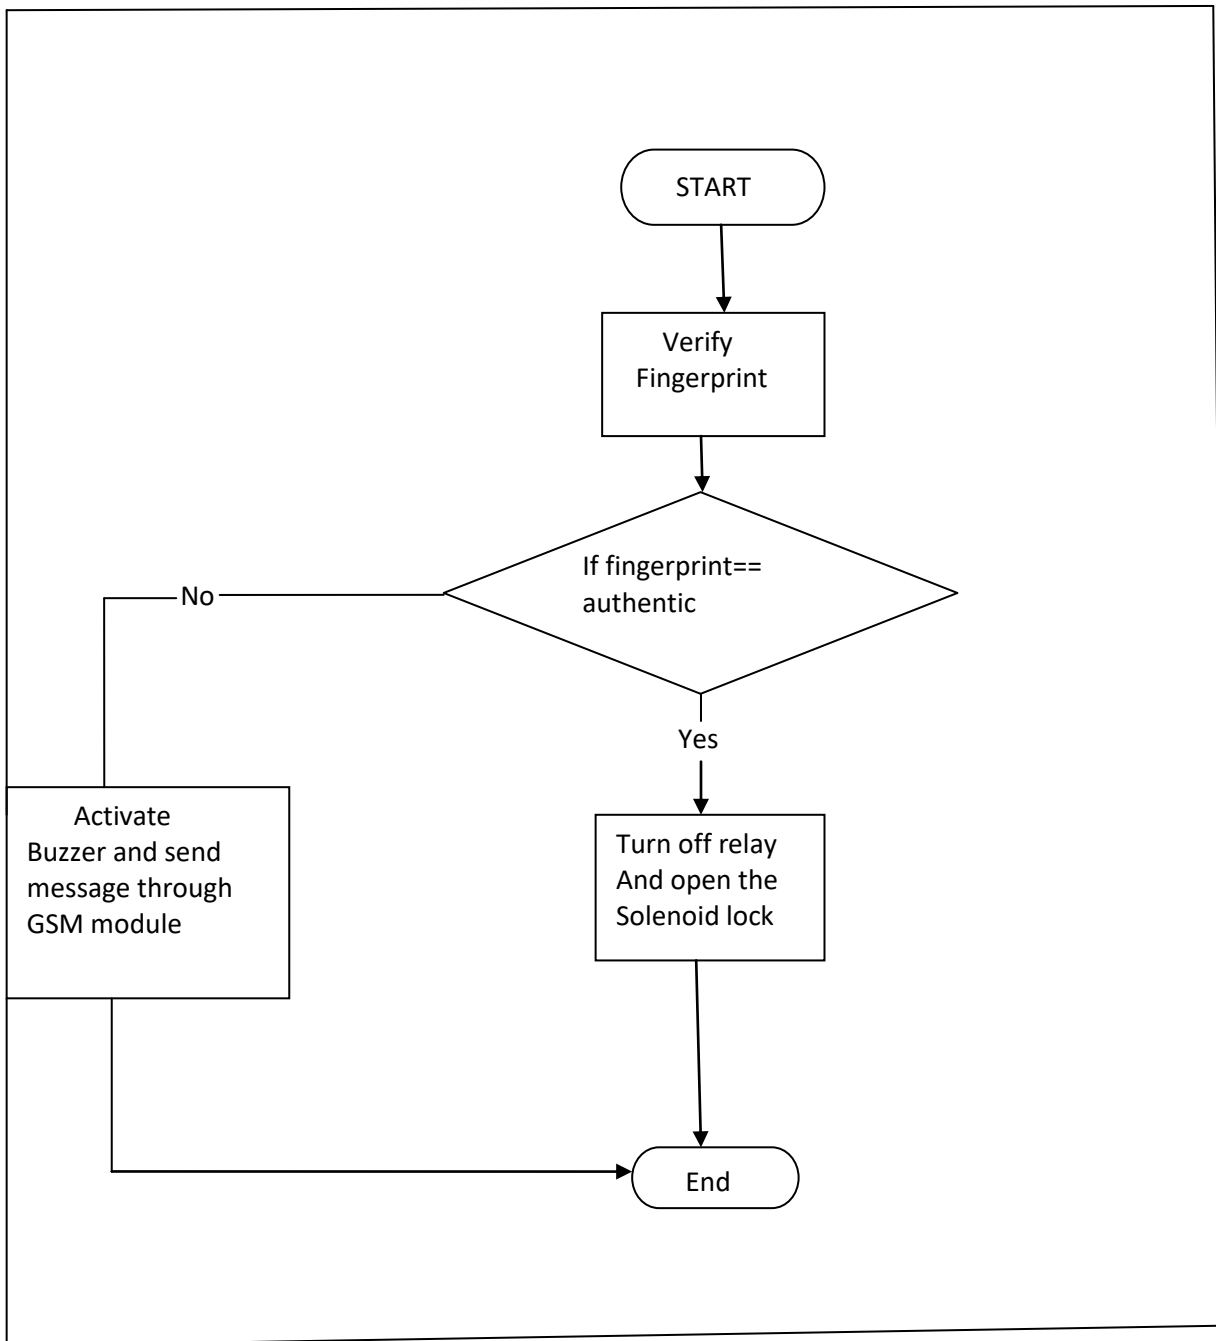 START
Verify
Fingerprint
If fingerprint==
authentic
No
Yes
Activate
Buzzer and send
message through
GSM module
Turn off relay
And open the
Solenoid lock
End